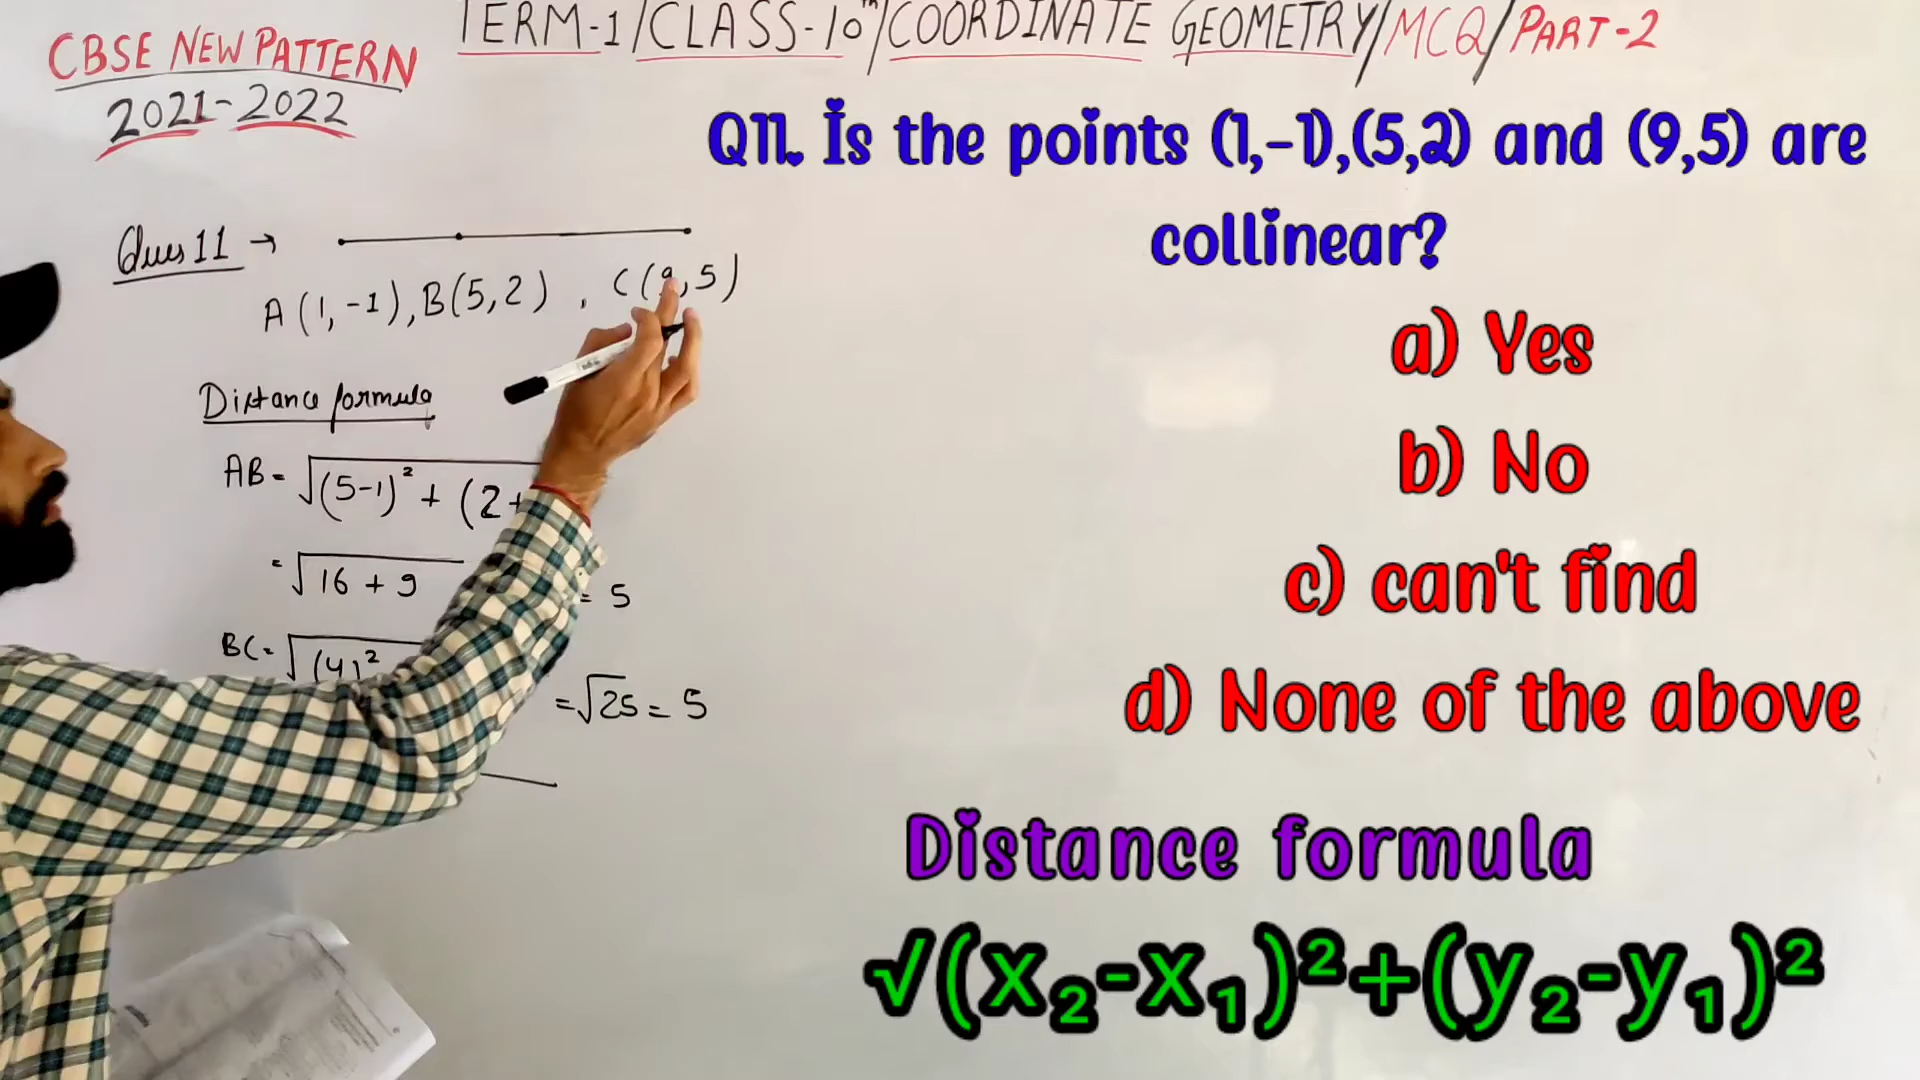 CBSE NEW PATTERN
2021-2022
TERM-1/CLASS-10th/COORDINATE GEOMETRY/MCQ/PART-2
Q11. Is the points (1,-1),(5,2) and (9,5) are
collinear?
a) Yes
b) No
c) can't find
d) None of the above
Distance formula
√(x₂-x₁)²+(y₂-y₁)²
Ques 11 →
A(1,-1), B(5,2), C(9,5)
Distance formula
AB = √(5-1)² + (2+
= √16 + 9 = 5
BC = √(4)²
= √25 = 5